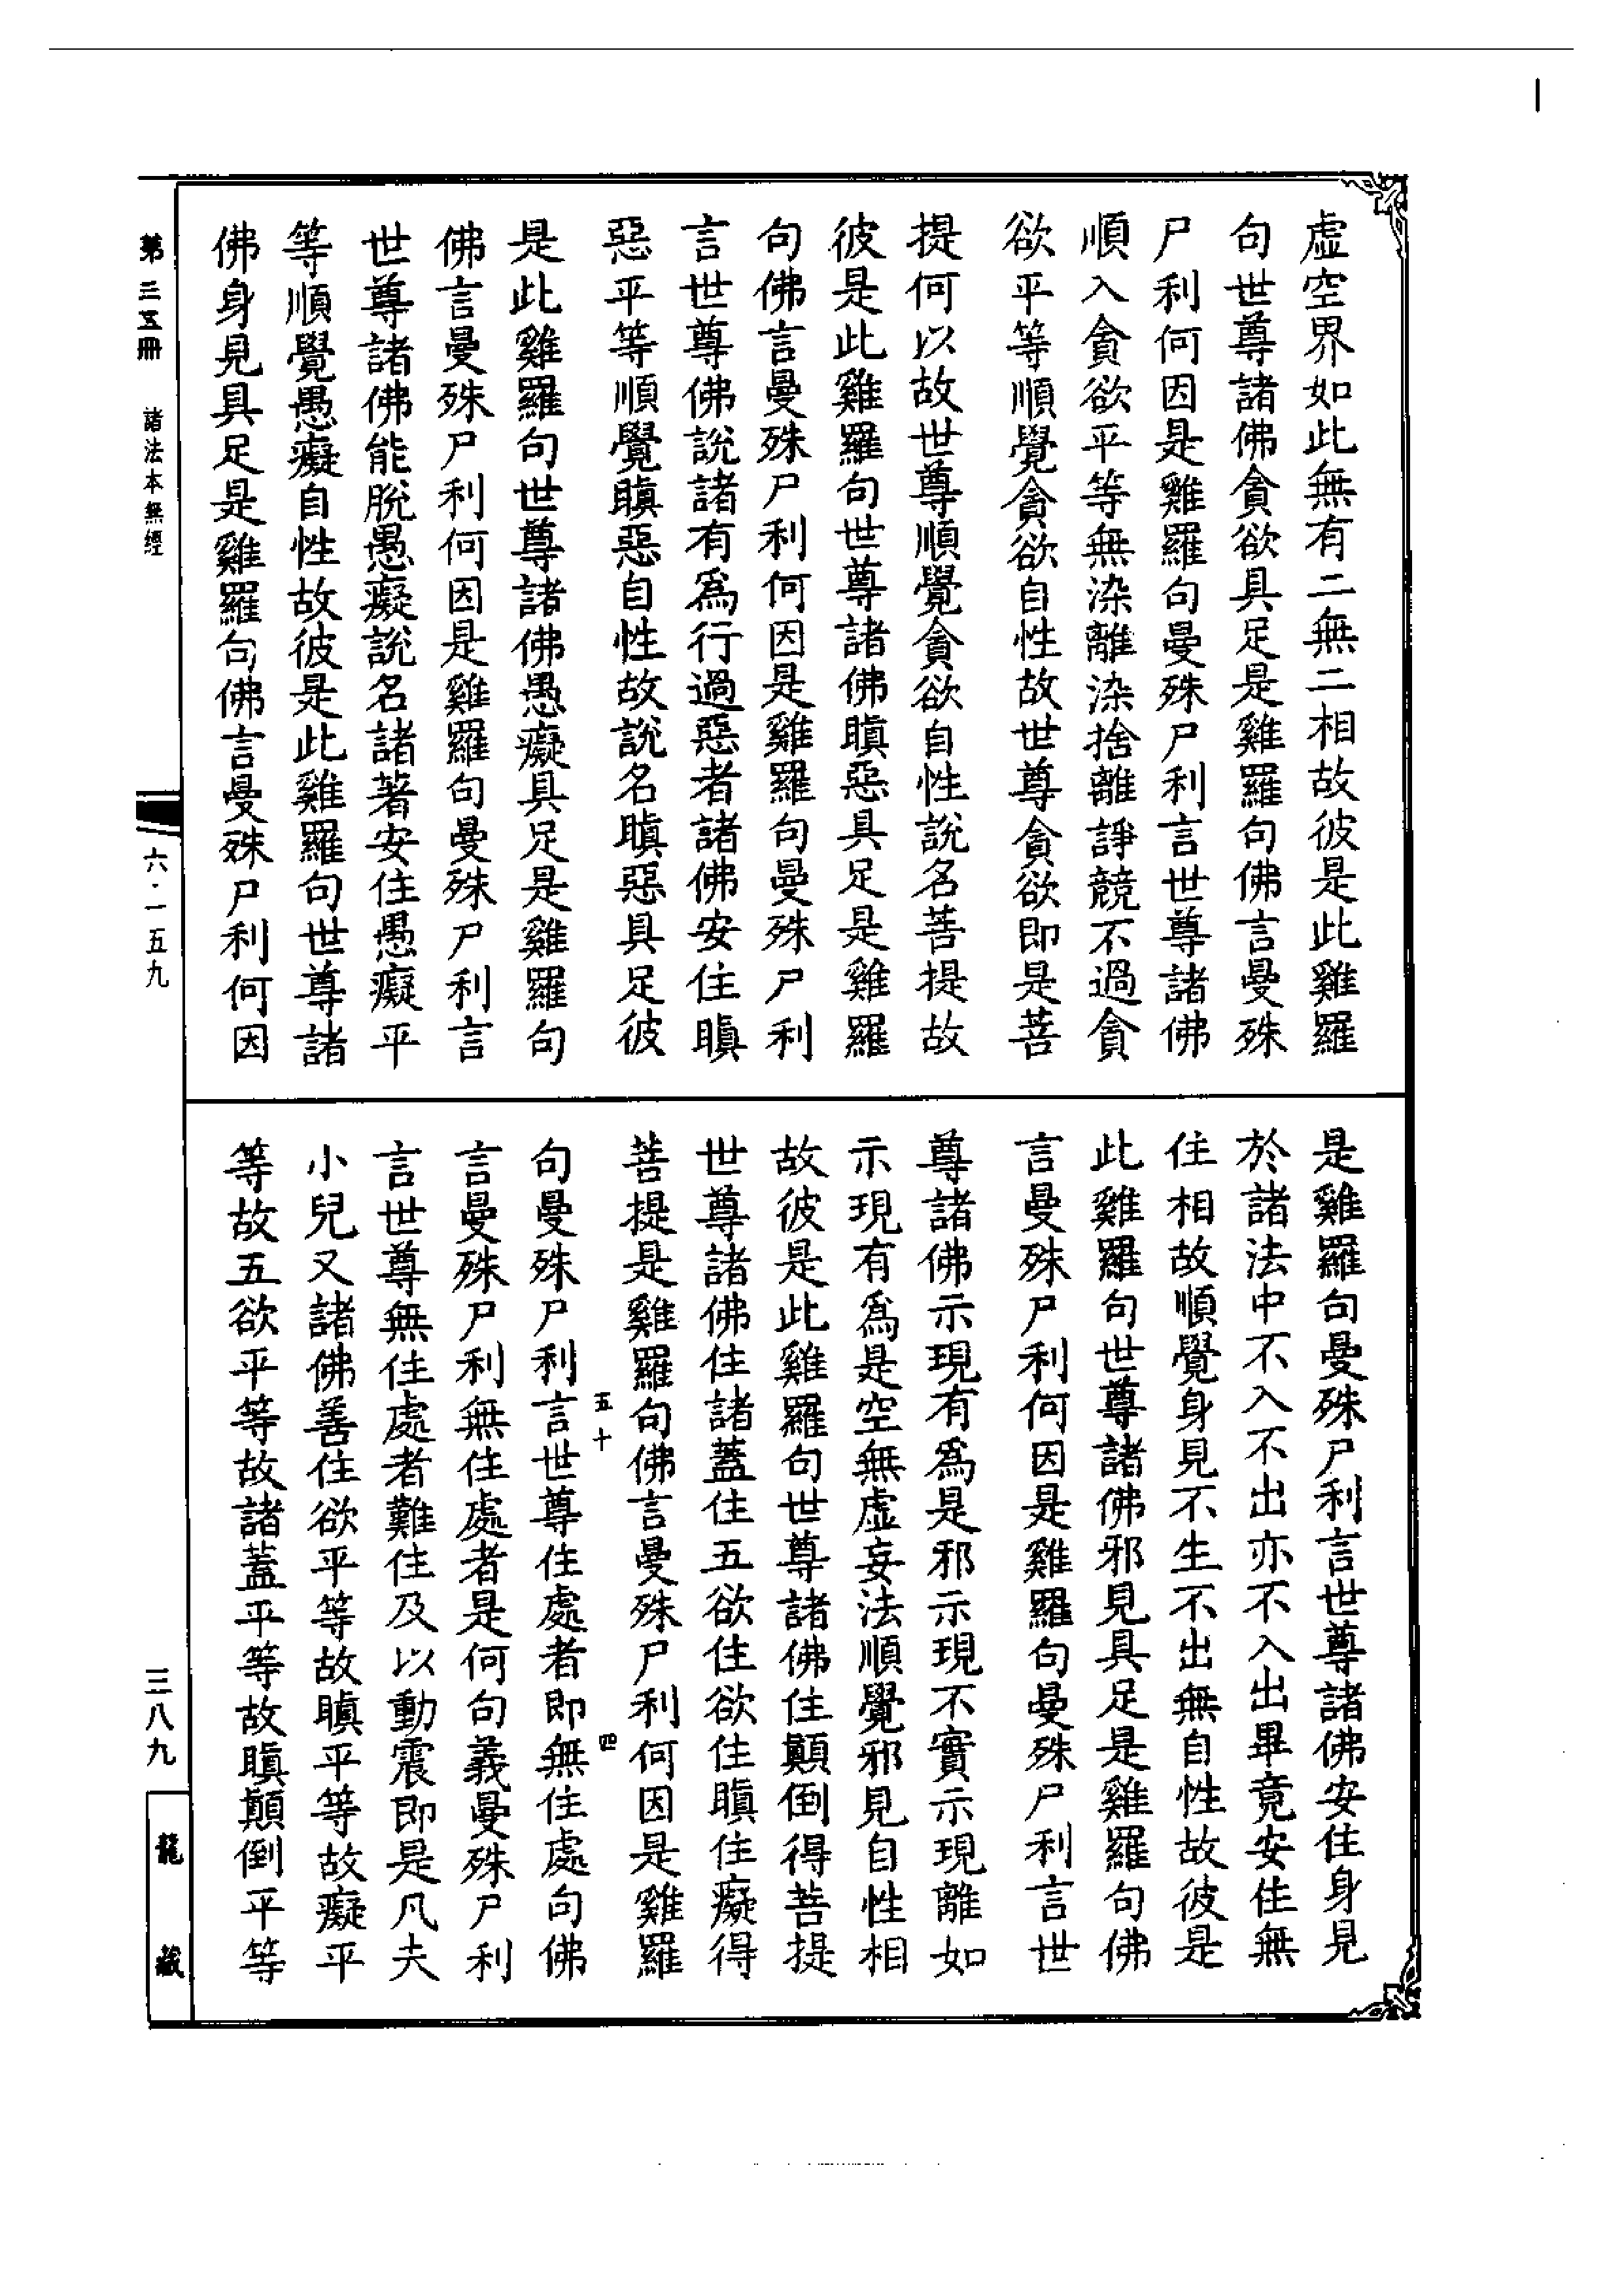 虛空界如此無有二無二相故彼是此雞羅
句世尊諸佛貪欲具足是雞羅句佛言曼殊
尸利何因是雞羅句曼殊尸利言世尊諸佛
順入貪欲平等無染離染捨離諍競不過貪
欲平等順覺貪欲自性故世尊貪欲即是菩
提何以故世尊順覺貪欲自性說名菩提故
彼是此雞羅句世尊諸佛瞋惡具足是雞羅
句佛言曼殊尸利何因是雞羅句曼殊尸利
言世尊佛說諸有為行過惡者諸佛安住瞋
惡平等順覺瞋惡自性故說名瞋惡具足彼
是此雞羅句世尊諸佛愚癡具足是雞羅句
佛言曼殊尸利何因是雞羅句曼殊尸利言
世尊諸佛能脫愚癡說名諸著安住愚癡平
等順覺愚癡自性故彼是此雞羅句世尊諸
佛身見具足是雞羅句佛言曼殊尸利何因
是雞羅句曼殊尸利言世尊諸佛安住身見
於諸法中不入不出亦不入出畢竟安住無
住相故順覺身見不生不出無自性故彼是
此雞羅句世尊諸佛邪見具足是雞羅句佛
言曼殊尸利何因是雞羅句曼殊尸利言世
尊諸佛示現有為是邪示現不實示現離如
示現有為是空無虛妄法順覺邪見自性相
故彼是此雞羅句世尊諸佛住顛倒得菩提
世尊諸佛住諸蓋住五欲住欲住瞋住癡得
菩提是雞羅句佛言曼殊尸利何因是雞羅
五十
四
句曼殊尸利言世尊住處者即無住處句佛
言曼殊尸利無住處者是何句義曼殊尸利
言世尊無住處者難住及以動震即是凡夫
小兒又諸佛善住欲平等故瞋平等故癡平
等故五欲平等故諸蓋平等故瞋顛倒平等
第三五冊
諸法本無經
六·一五九
三八九
龍藏